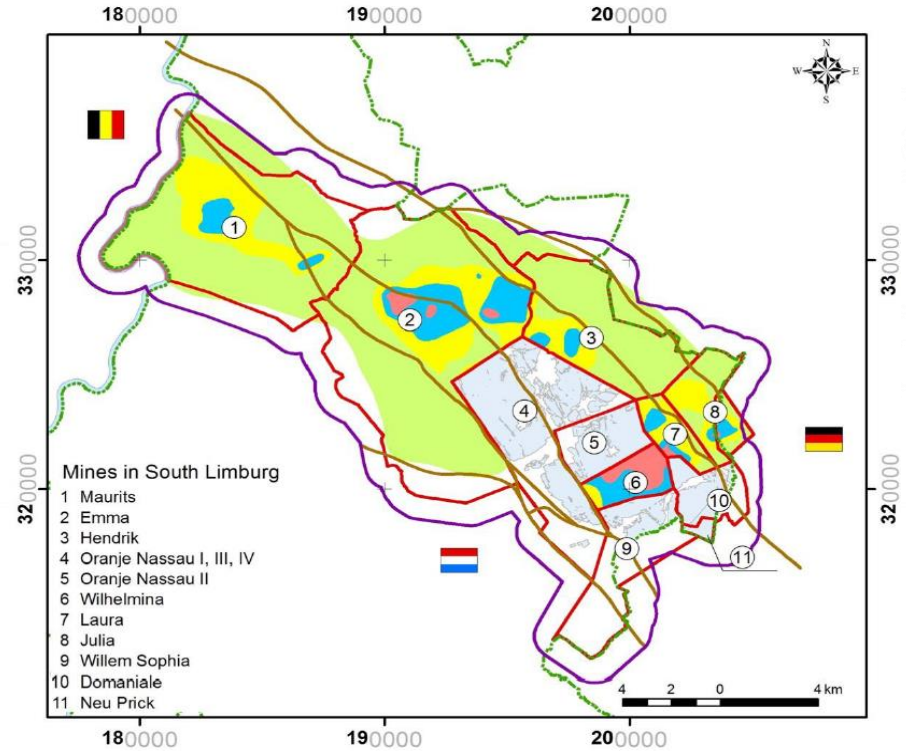 180000 190000 200000
N
W E
S
330000 330000
320000 320000
1
2
3
4
5
6
7
8
9
10
11
Mines in South Limburg
1 Maurits
2 Emma
3 Hendrik
4 Oranje Nassau I, III, IV
5 Oranje Nassau II
6 Wilhelmina
7 Laura
8 Julia
9 Willem Sophia
10 Domaniale
11 Neu Prick
4 2 0 4 km
180000 190000 200000